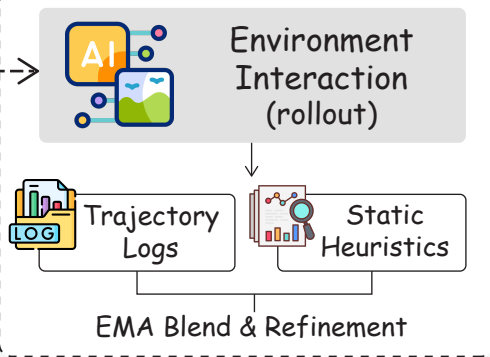 AI
Environment
Interaction
(rollout)
LOG
Trajectory
Logs
Static
Heuristics
EMA Blend & Refinement